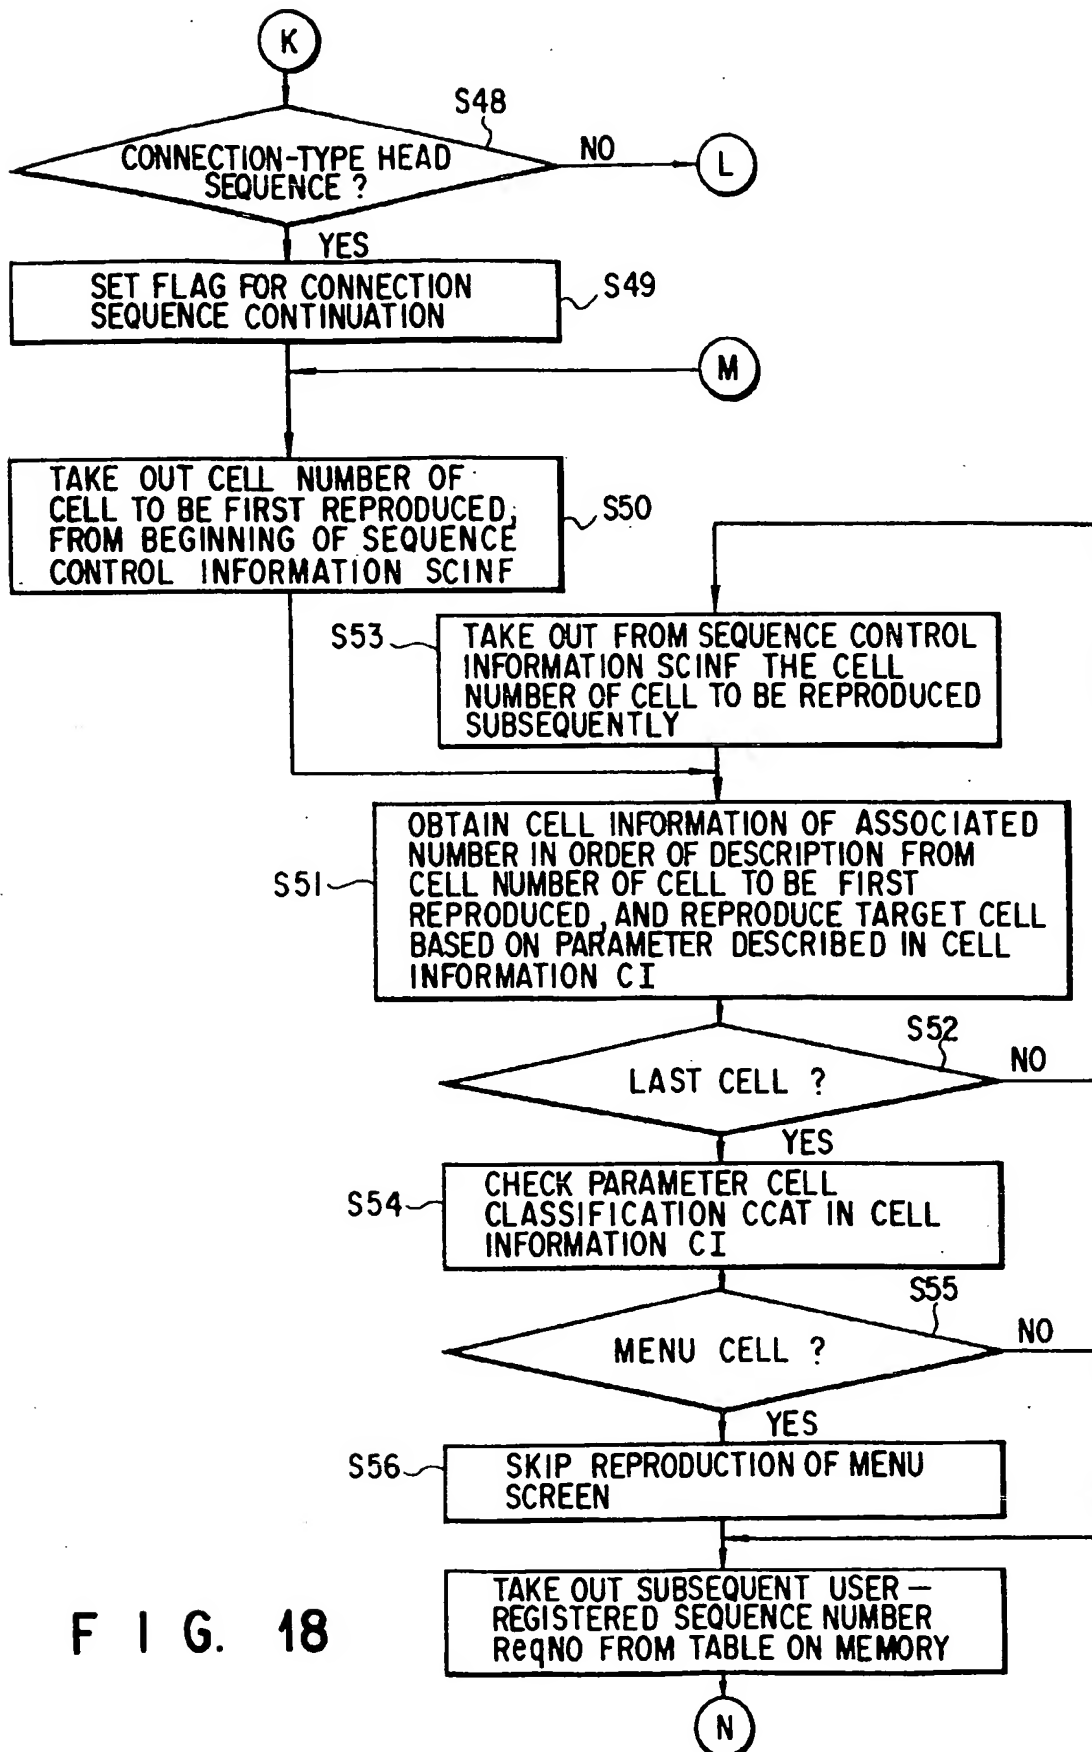 K
S48
CONNECTION-TYPE HEAD
SEQUENCE ?
NO
L
YES
SET FLAG FOR CONNECTION
SEQUENCE CONTINUATION
S49
M
TAKE OUT CELL NUMBER OF
CELL TO BE FIRST REPRODUCED,
FROM BEGINNING OF SEQUENCE
CONTROL INFORMATION SCINF
S50
S53
TAKE OUT FROM SEQUENCE CONTROL
INFORMATION SCINF THE CELL
NUMBER OF CELL TO BE REPRODUCED
SUBSEQUENTLY
S51
OBTAIN CELL INFORMATION OF ASSOCIATED
NUMBER IN ORDER OF DESCRIPTION FROM
CELL NUMBER OF CELL TO BE FIRST
REPRODUCED, AND REPRODUCE TARGET CELL
BASED ON PARAMETER DESCRIBED IN CELL
INFORMATION CI
S52
LAST CELL ?
NO
YES
S54
CHECK PARAMETER CELL
CLASSIFICATION CCAT IN CELL
INFORMATION CI
S55
MENU CELL ?
NO
YES
S56
SKIP REPRODUCTION OF MENU
SCREEN
TAKE OUT SUBSEQUENT USER-
REGISTERED SEQUENCE NUMBER
ReqNO FROM TABLE ON MEMORY
N
FIG. 18